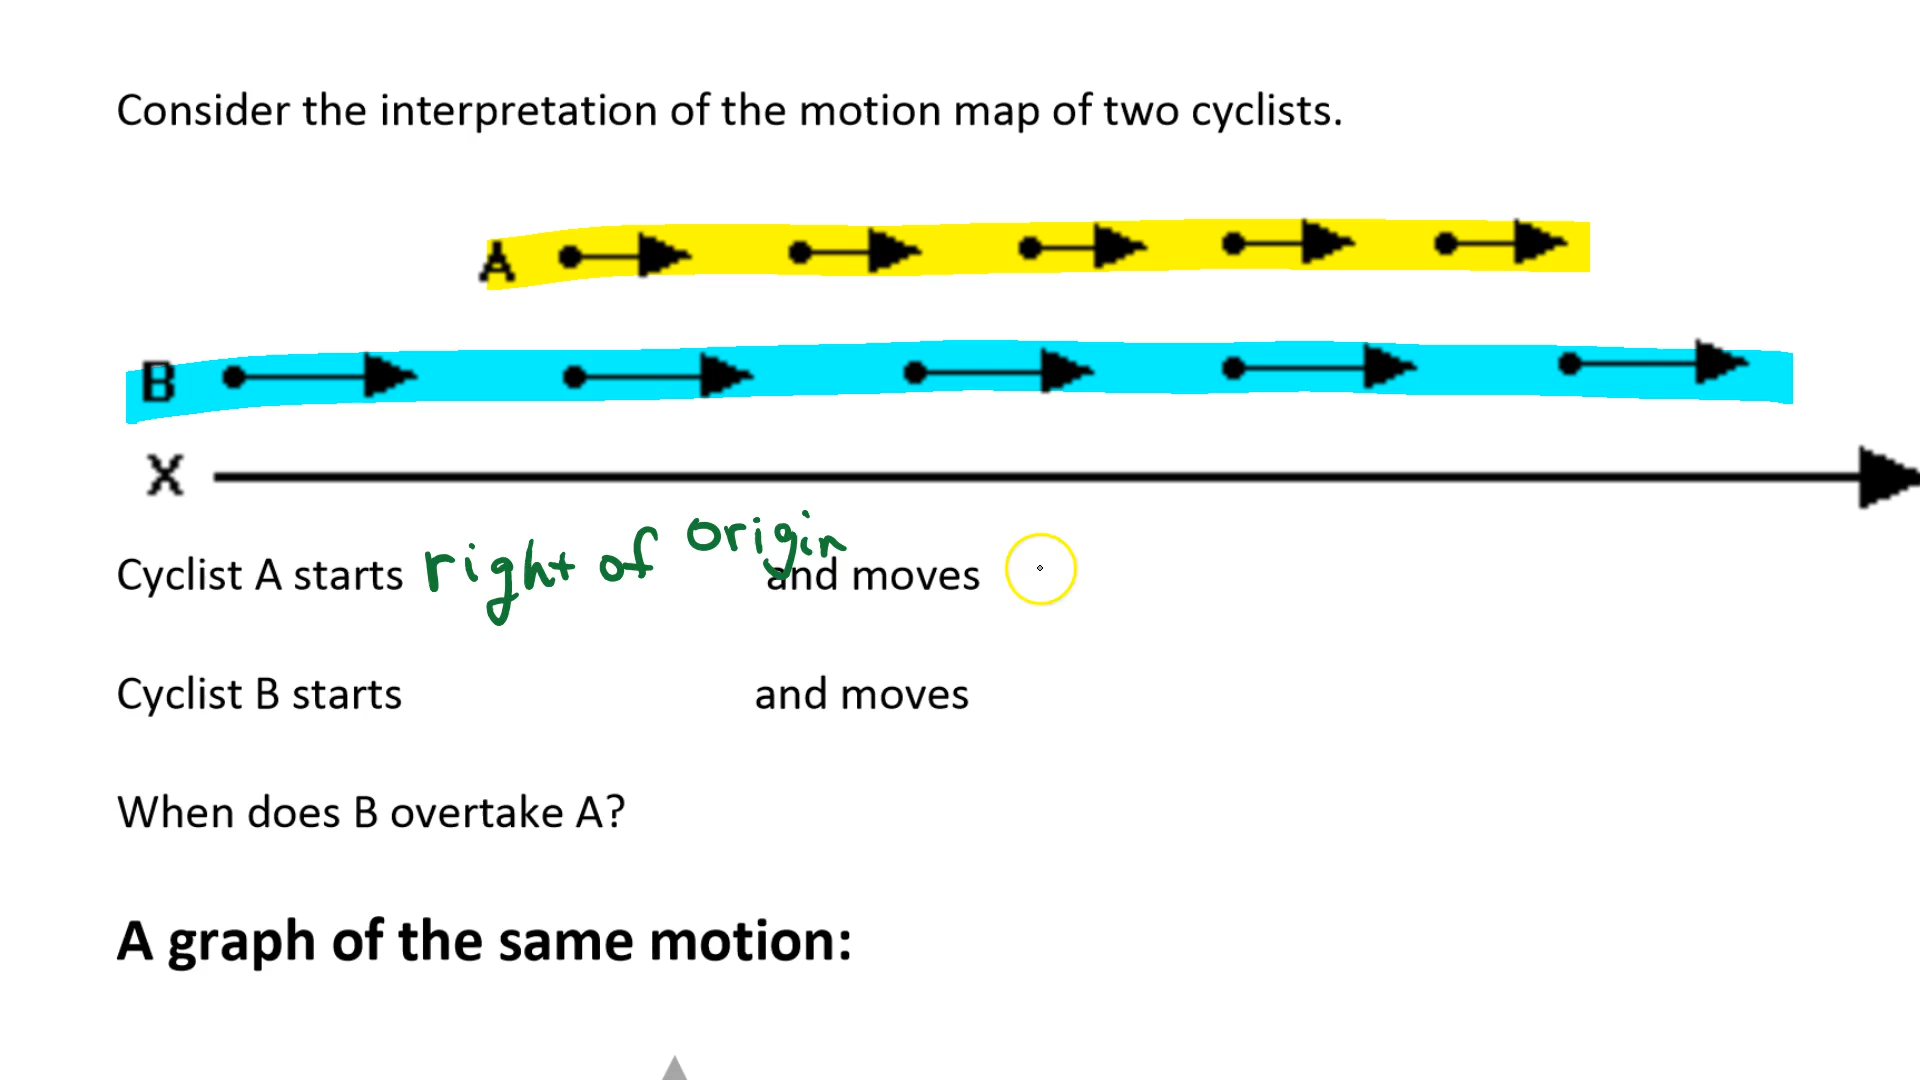 Consider the interpretation of the motion map of two cyclists.
A
B
X
Cyclist A starts right of origin and moves
Cyclist B starts and moves
When does B overtake A?
A graph of the same motion: